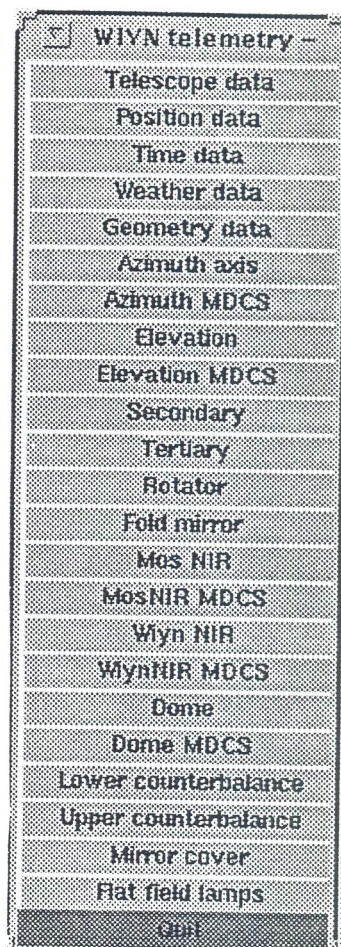 WIYN telemetry
Telescope data
Position data
Time data
Weather data
Geometry data
Azimuth axis
Azimuth MDCS
Elevation
Elevation MDCS
Secondary
Tertiary
Rotator
Fold mirror
Mos NIR
MosNIR MDCS
Wiyn NIR
WiynNIR MDCS
Dome
Dome MDCS
Lower counterbalance
Upper counterbalance
Mirror cover
Flat field lamps
Quit